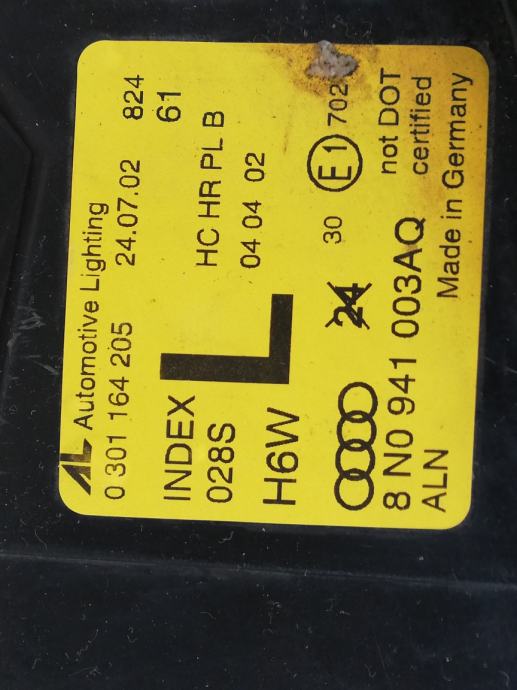 AL Automotive Lighting
0 301 164 205 24.07.02 824
INDEX L 61
028S HC HR PL B
H6W 04 04 02
24 30 E1 702
8 N0 941 003AQ not DOT
ALN certified
Made in Germany